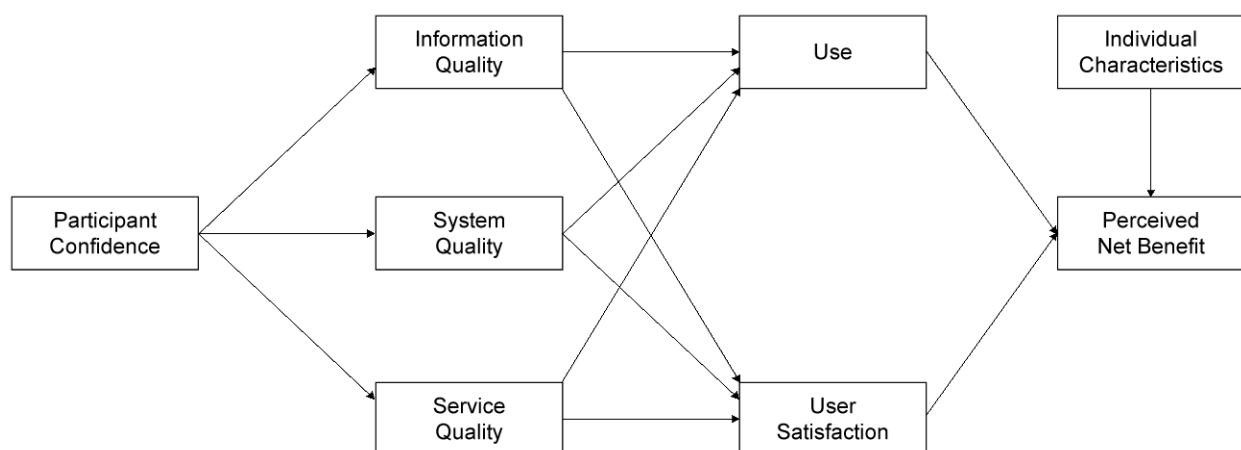 Information
Quality
Use
Individual
Characteristics
Participant
Confidence
System
Quality
Perceived
Net Benefit
Service
Quality
User
Satisfaction